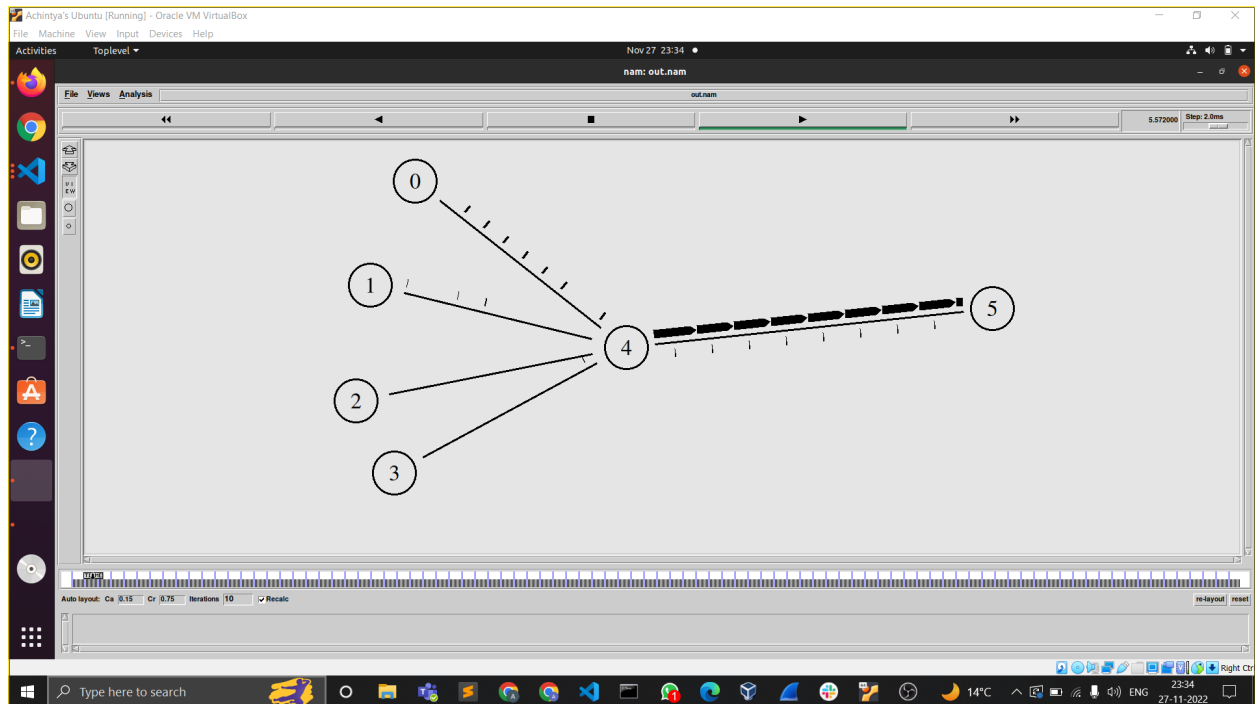 Achintya's Ubuntu [Running] - Oracle VM VirtualBox
File Machine View Input Devices Help
Activities Toplevel Nov 27 23:34
nam: out.nam
File Views Analysis out.nam
5.572000 Step: 2.0ms
0
1
2
3
4
5
Auto layout: Ca 0.15 Cr 0.75 Iterations 10 Recalc re-layout reset
Right Ctrl
Type here to search 1 14°C ENG 23:34
27-11-2022